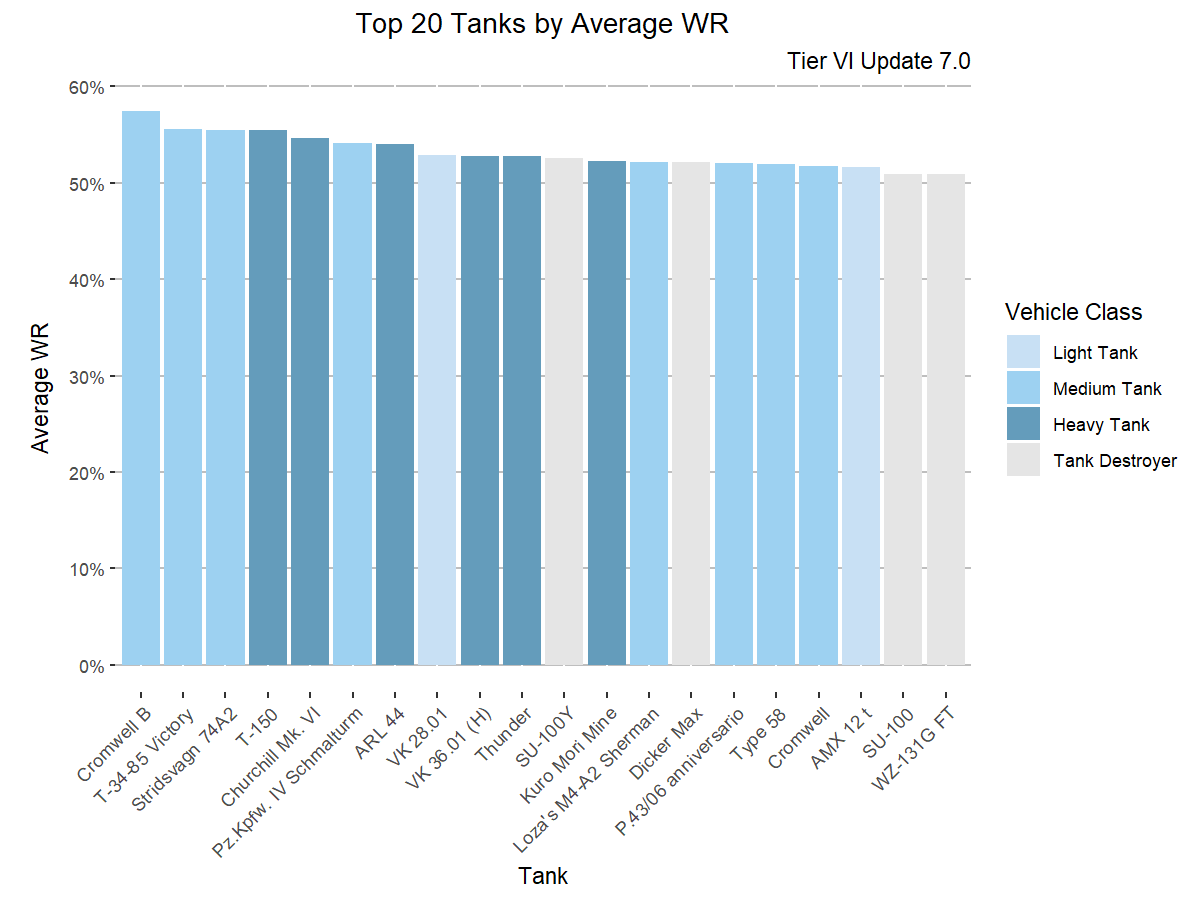 Top 20 Tanks by Average WR
Tier VI Update 7.0
60%
50%
40%
30%
20%
10%
0%
Average WR
Cromwell B
T-34-85 Victory
Stridsvagn 74A2
T-150
Churchill Mk. VI
Pz.Kpfw. IV Schmalturm
ARL 44
VK 28.01
VK 36.01 (H)
Thunder
SU-100Y
Kuro Mori Mine
Loza's M4-A2 Sherman
Dicker Max
P.43/06 anniversario
Type 58
Cromwell
AMX 12 t
SU-100
WZ-131G FT
Tank
Vehicle Class
Light Tank
Medium Tank
Heavy Tank
Tank Destroyer